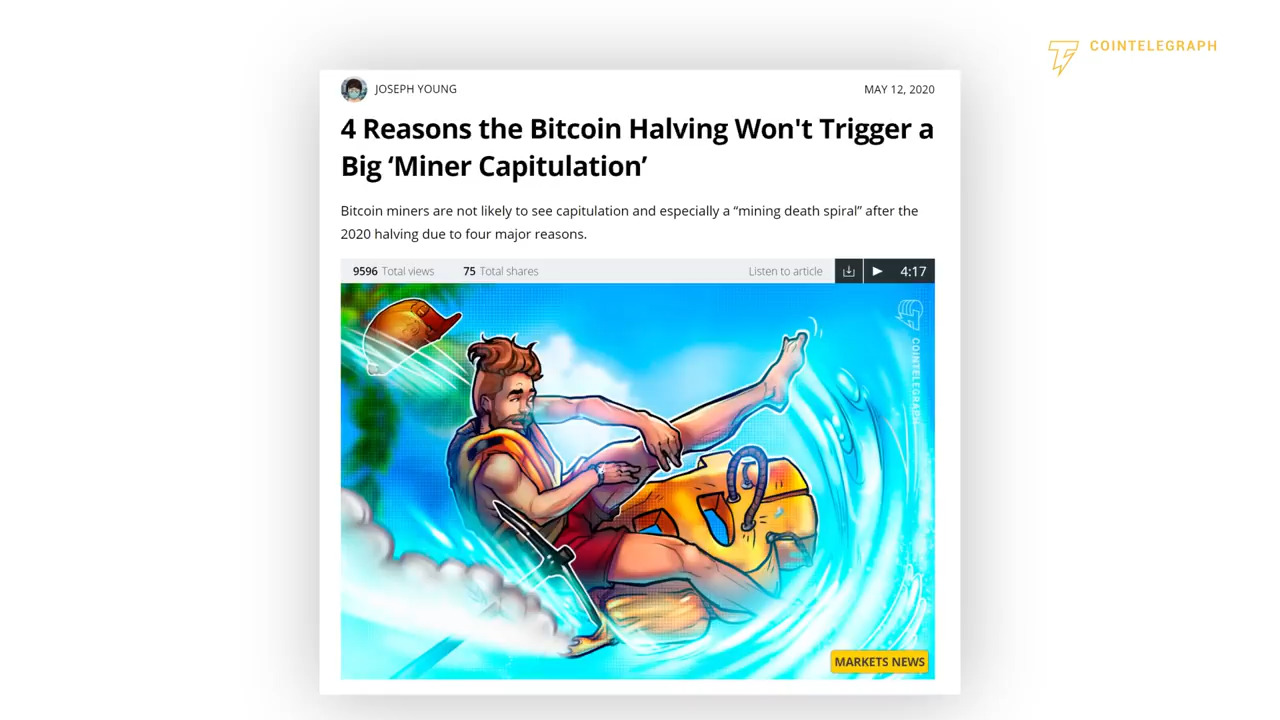 COINTELEGRAPH
JOSEPH YOUNG
MAY 12, 2020
4 Reasons the Bitcoin Halving Won't Trigger a
Big ‘Miner Capitulation’
Bitcoin miners are not likely to see capitulation and especially a “mining death spiral” after the
2020 halving due to four major reasons.
9596 Total views 75 Total shares Listen to article 4:17
COINTELEGRAPH
MARKETS NEWS